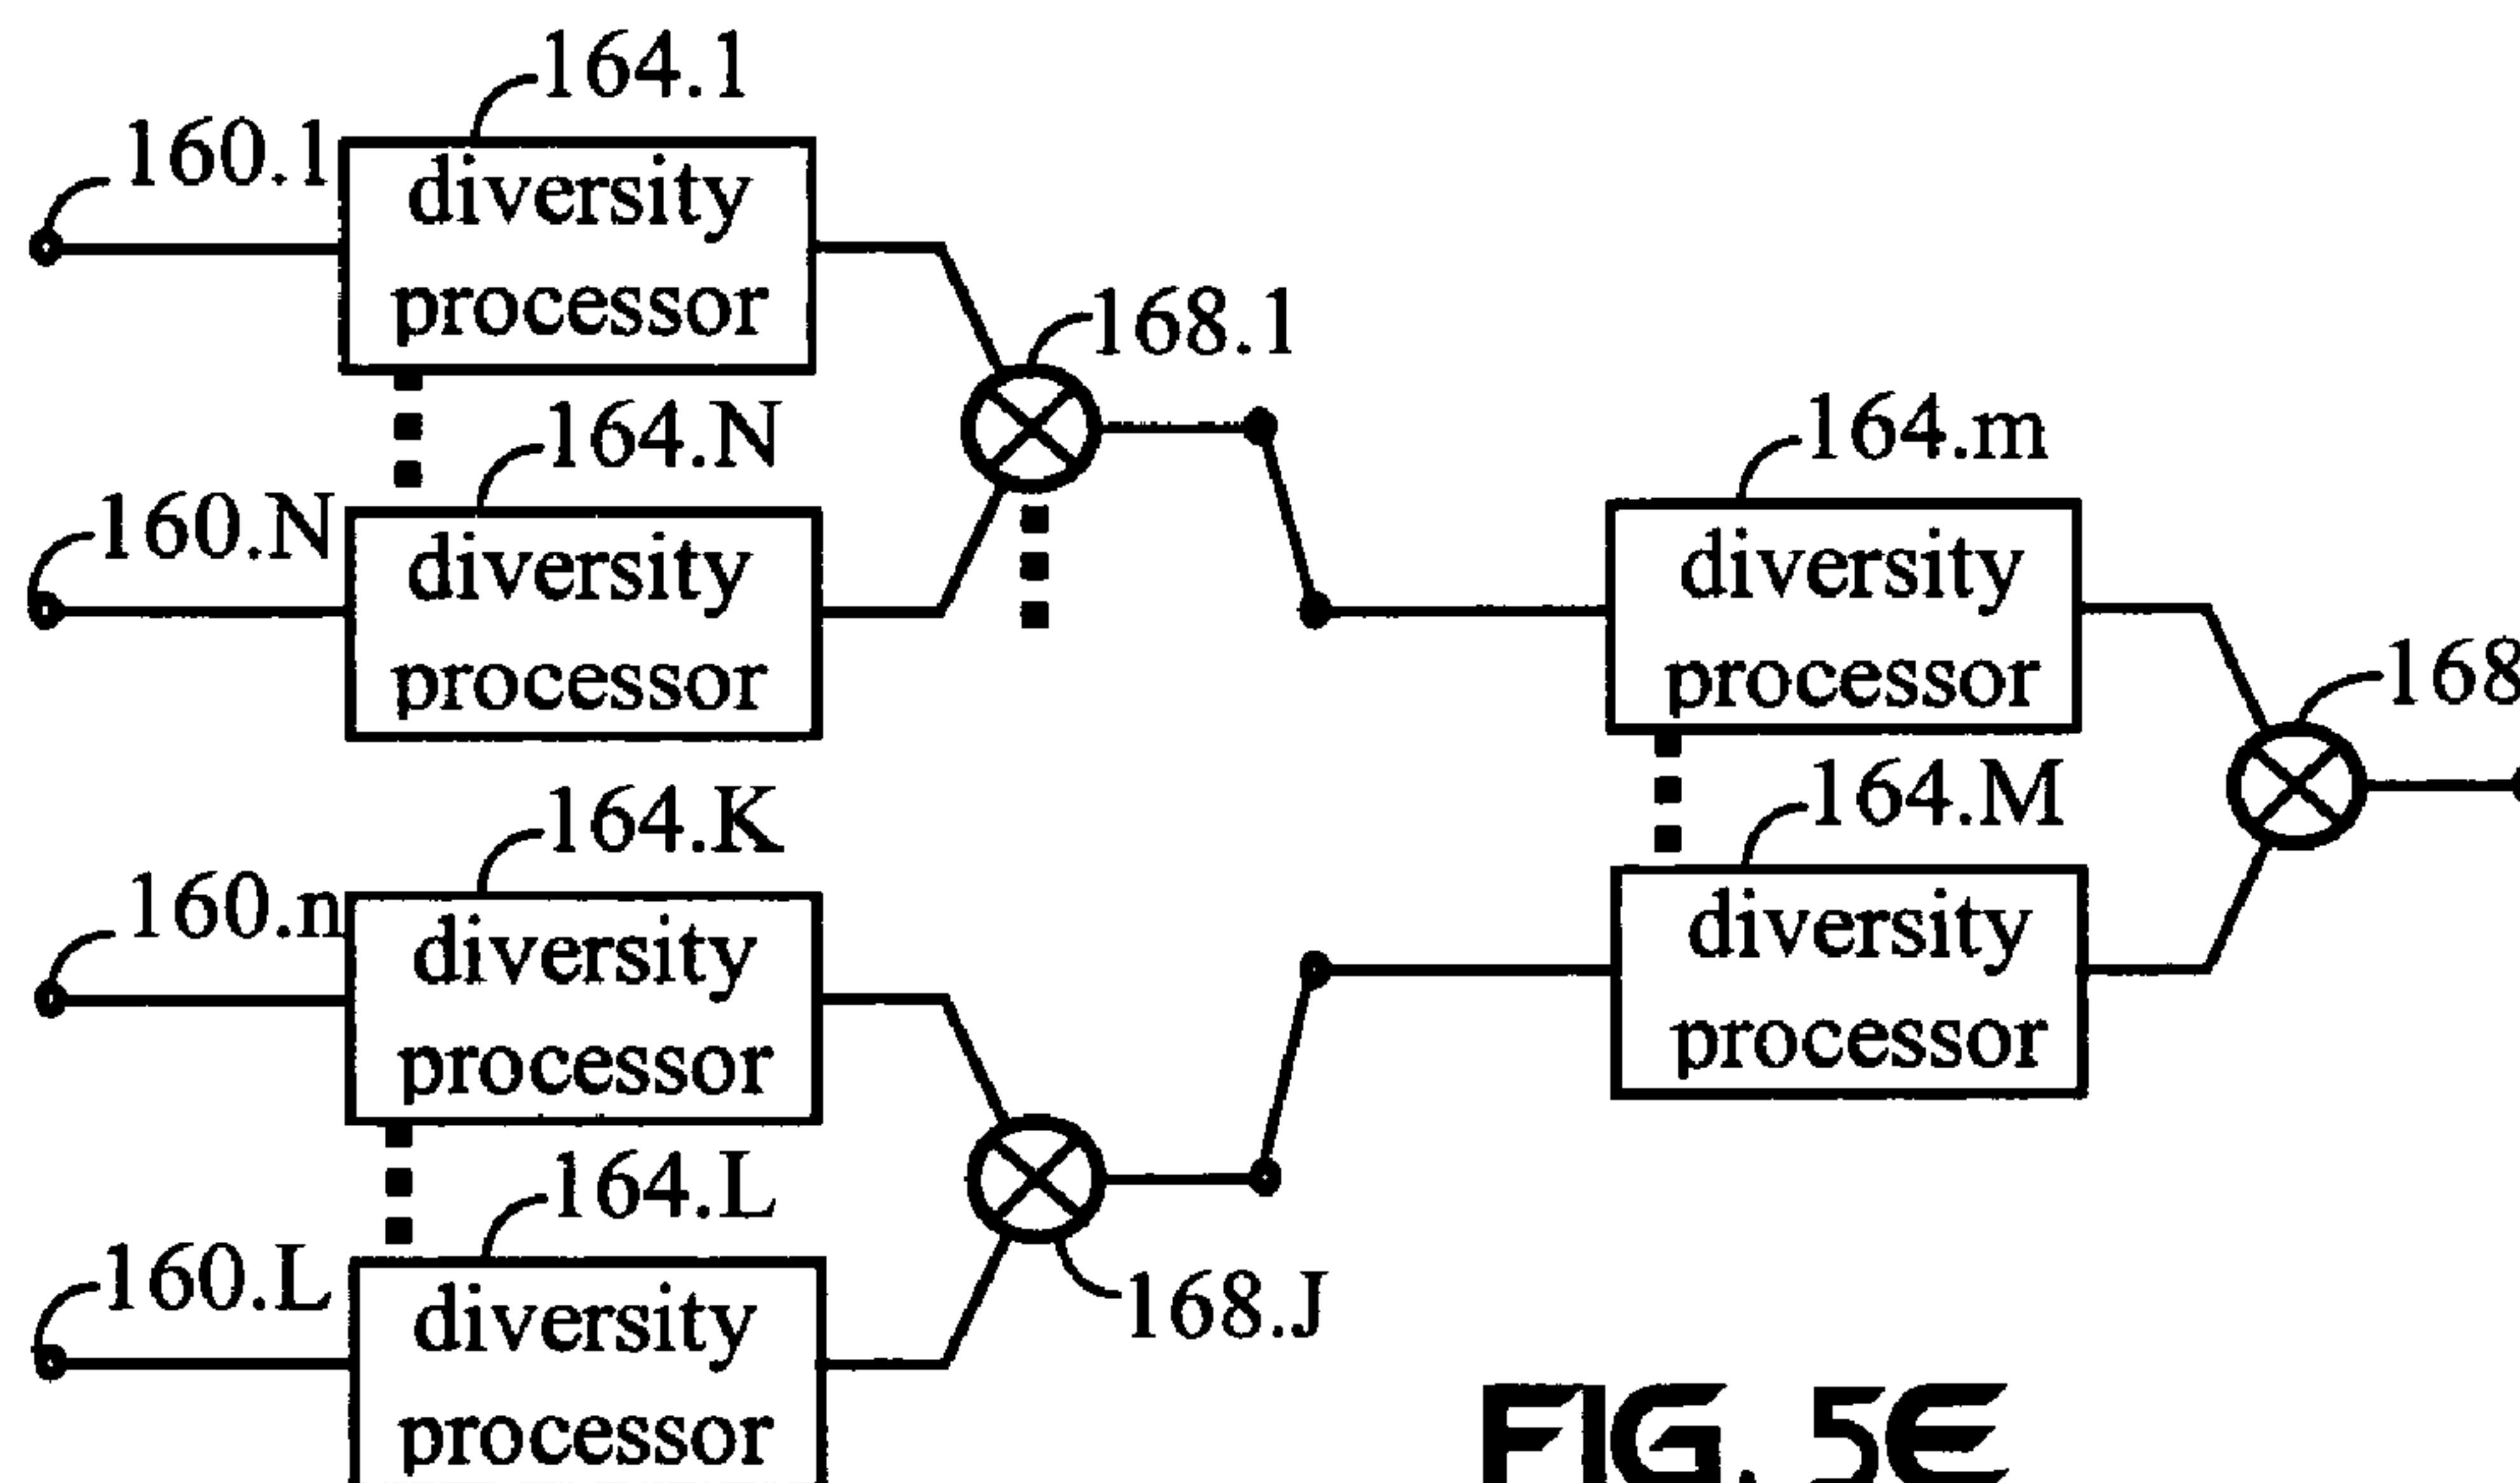 164.1
160.1
diversity
processor
168.1
164.N
160.N
diversity
processor
164.m
diversity
processor
168
164.K
160.n
diversity
processor
164.M
diversity
processor
164.L
160.L
diversity
processor
168.J
FIG. 5E